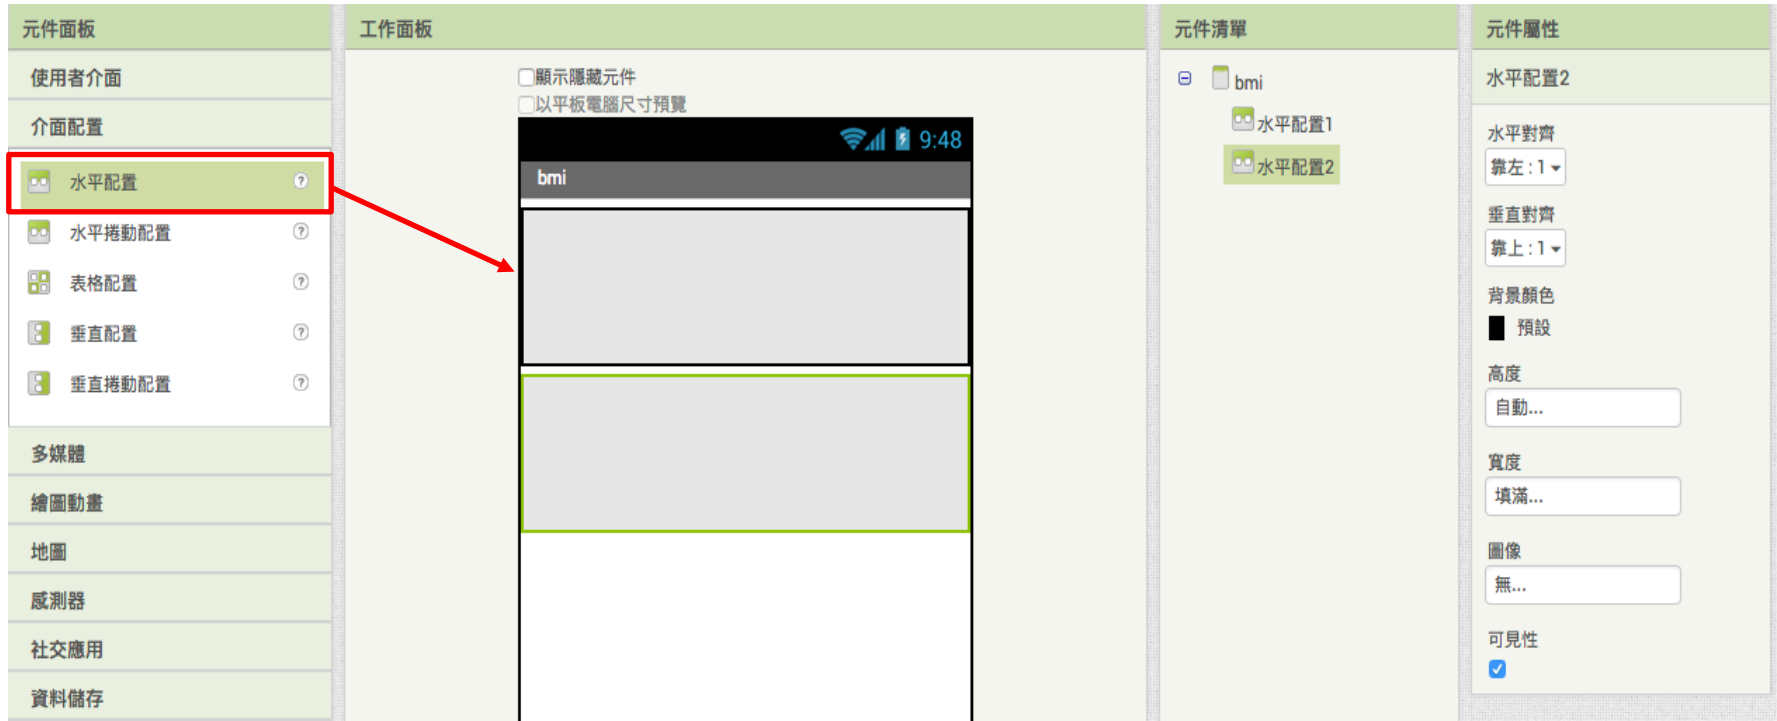 元件面板
使用者介面
介面配置
水平配置 ?
水平捲動配置 ?
表格配置 ?
垂直配置 ?
垂直捲動配置 ?
多媒體
繪圖動畫
地圖
感測器
社交應用
資料儲存
工作面板
顯示隱藏元件
以平板電腦尺寸預覽
9:48
bmi
元件清單
bmi
水平配置1
水平配置2
元件屬性
水平配置2
水平對齊
靠左 : 1
垂直對齊
靠上 : 1
背景顏色
預設
高度
自動...
寬度
填滿...
圖像
無...
可見性